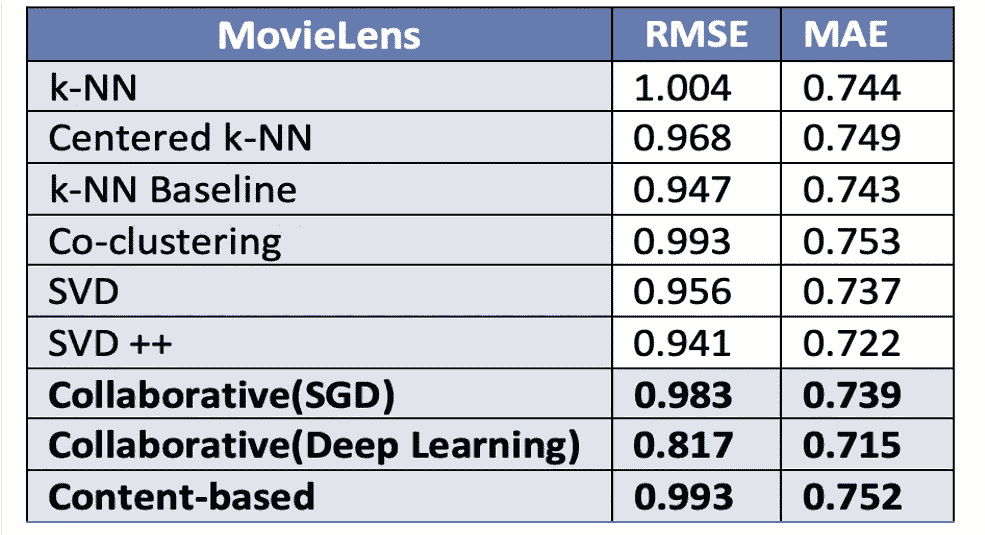 MovieLens RMSE MAE
k-NN 1.004 0.744
Centered k-NN 0.968 0.749
k-NN Baseline 0.947 0.743
Co-clustering 0.993 0.753
SVD 0.956 0.737
SVD ++ 0.941 0.722
Collaborative(SGD) 0.983 0.739
Collaborative(Deep Learning) 0.817 0.715
Content-based 0.993 0.752